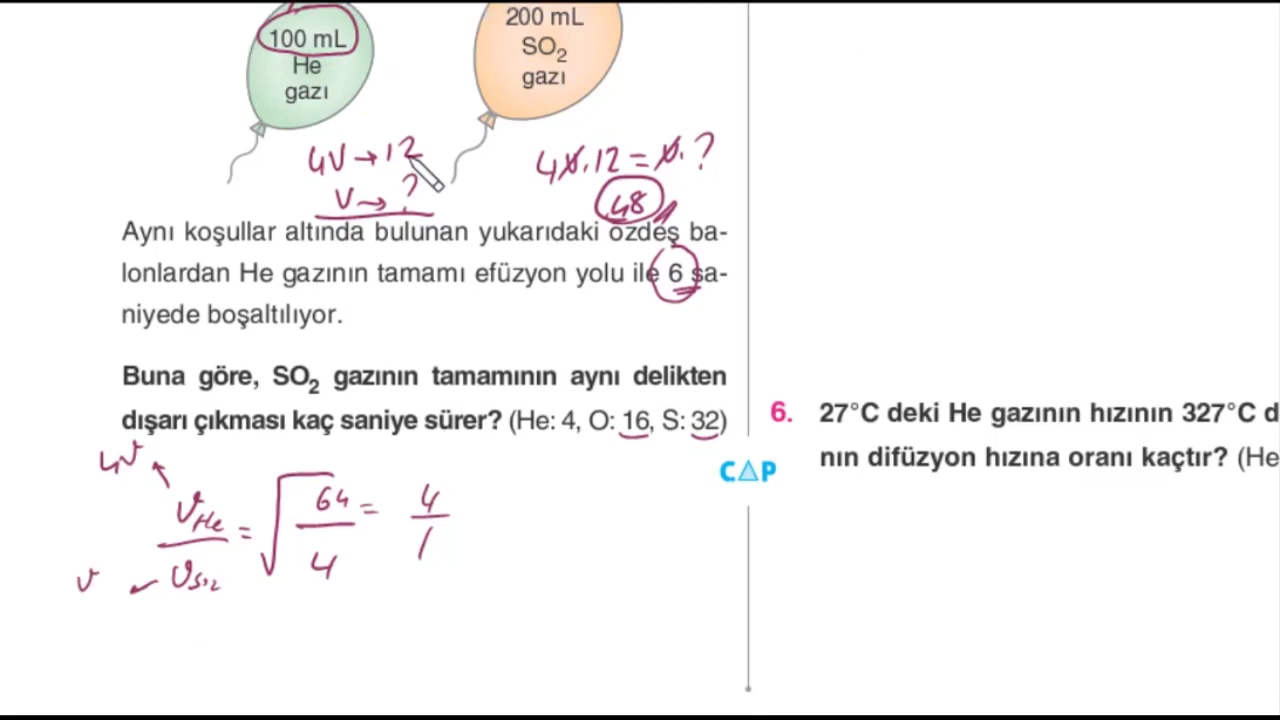 100 mL
He
gazı
200 mL
SO₂
gazı
4V → 12
V → ?
4V.12 = V.?
48
Aynı koşullar altında bulunan yukarıdaki özdeş ba-
lonlardan He gazının tamamı efüzyon yolu ile 6 sa-
niyede boşaltılıyor.
Buna göre, SO₂ gazının tamamının aynı delikten
dışarı çıkması kaç saniye sürer? (He: 4, O: 16, S: 32)
4V
V
VHe / VSO₂ = √64/4 = 4/1
CAP
6. 27°C deki He gazının hızının 327°C d
nın difüzyon hızına oranı kaçtır? (He